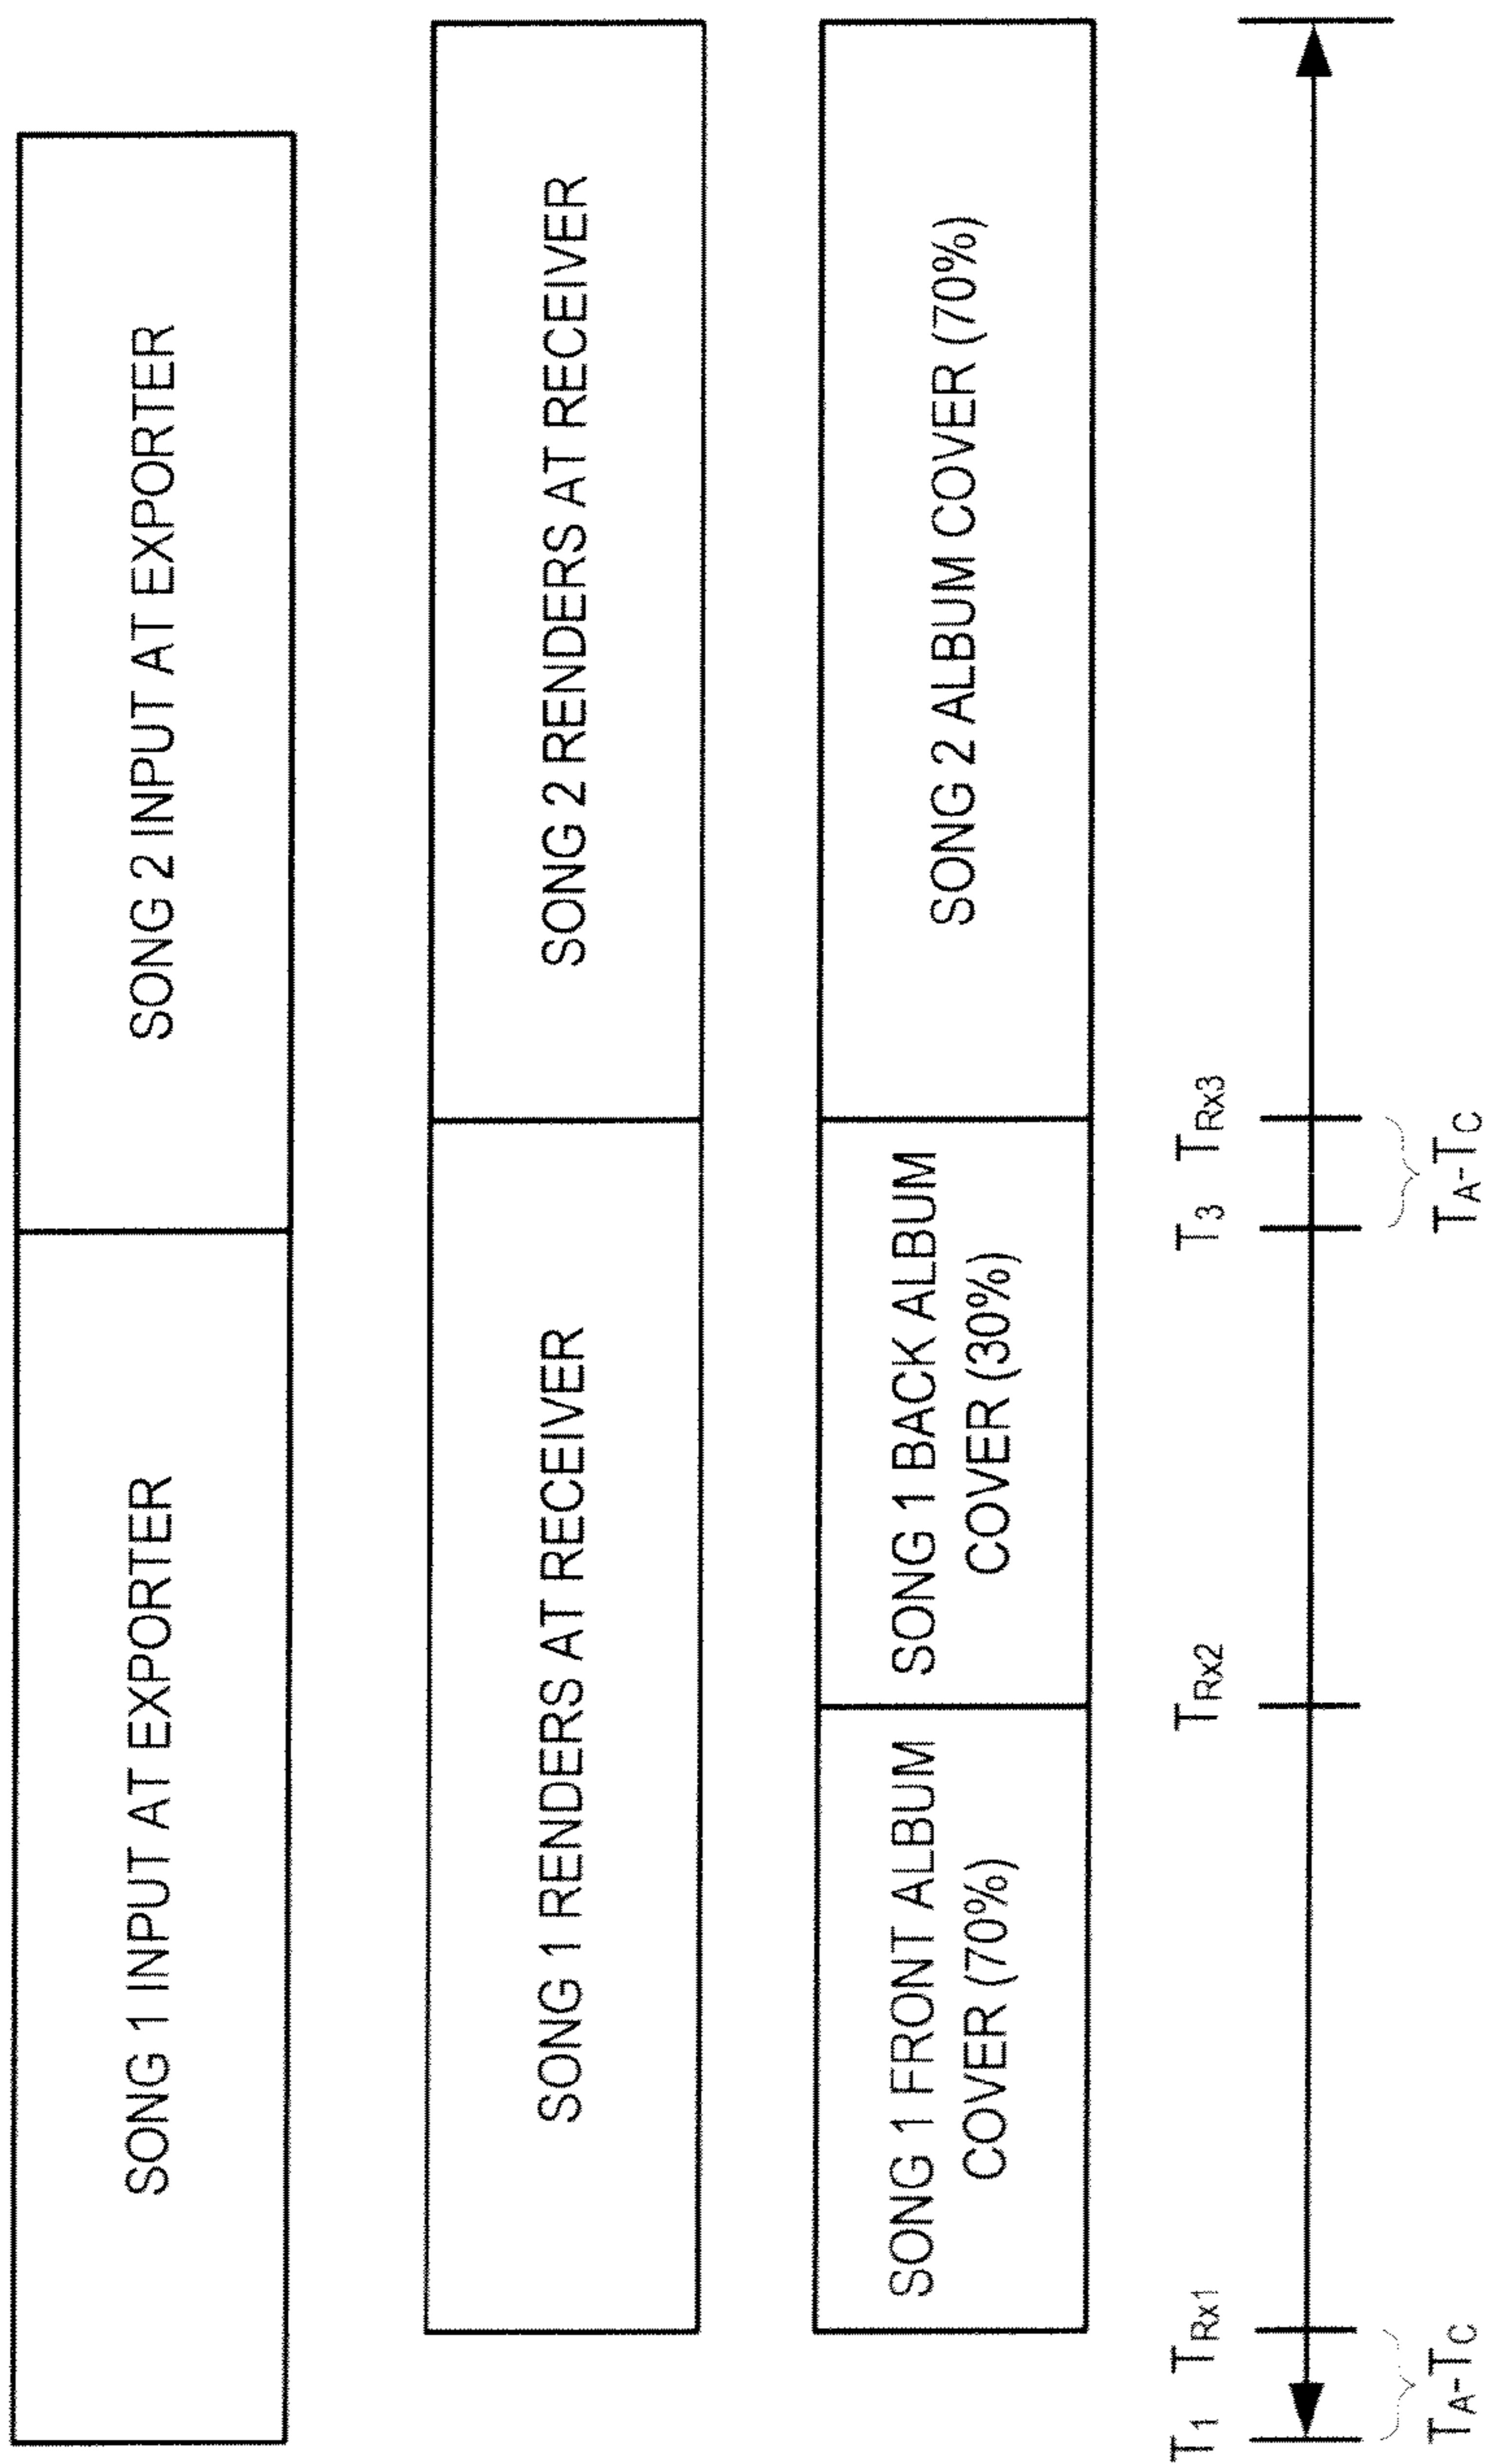 SONG 1 INPUT AT EXPORTER
SONG 2 INPUT AT EXPORTER
SONG 1 RENDERS AT RECEIVER
SONG 2 RENDERS AT RECEIVER
SONG 1 FRONT ALBUM
COVER (70%)
SONG 1 BACK ALBUM
COVER (30%)
SONG 2 ALBUM COVER (70%)
T1
TRx1
TRx2
T3
TRx3
TA-TC
TA-TC